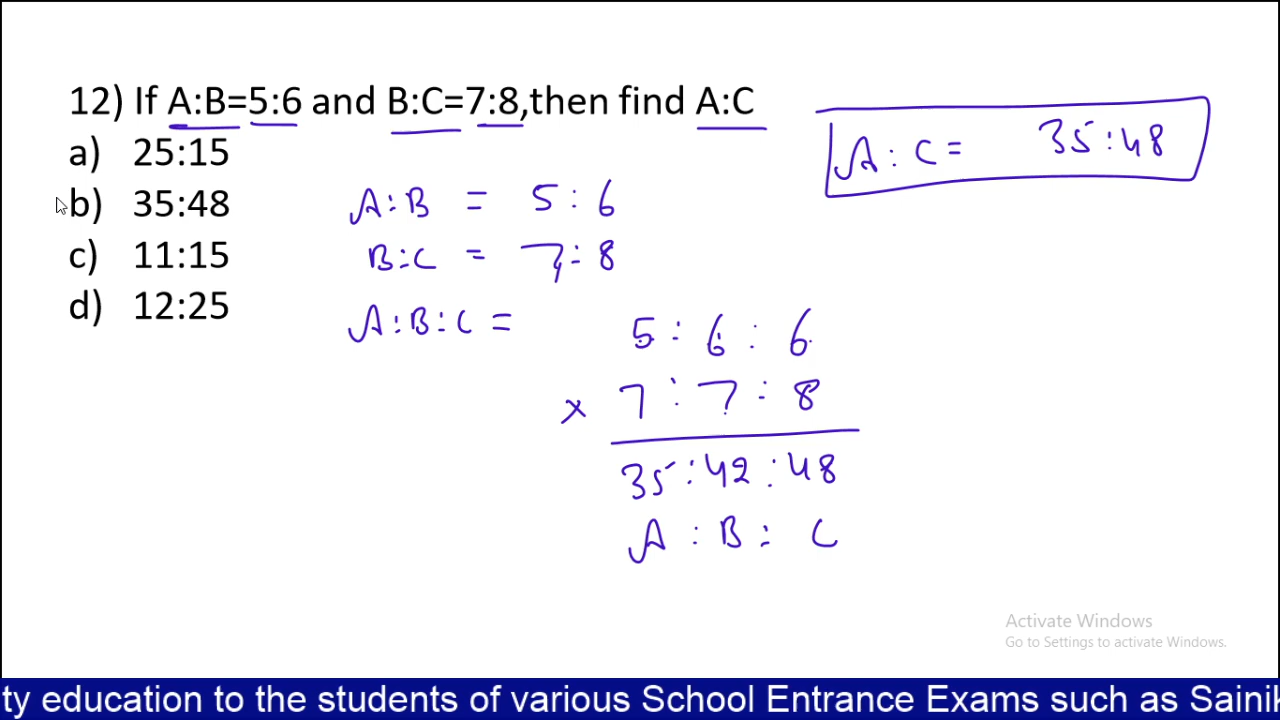 12) If A:B=5:6 and B:C=7:8,then find A:C
a) 25:15
b) 35:48
c) 11:15
d) 12:25
A : C = 35:48
A:B = 5 : 6
B:C = 7: 8
A:B:C = 5 : 6 : 6
x 7 : 7 : 8
35:42:48
A : B : C
Activate Windows
Go to Settings to activate Windows.
ty education to the students of various School Entrance Exams such as Sainik